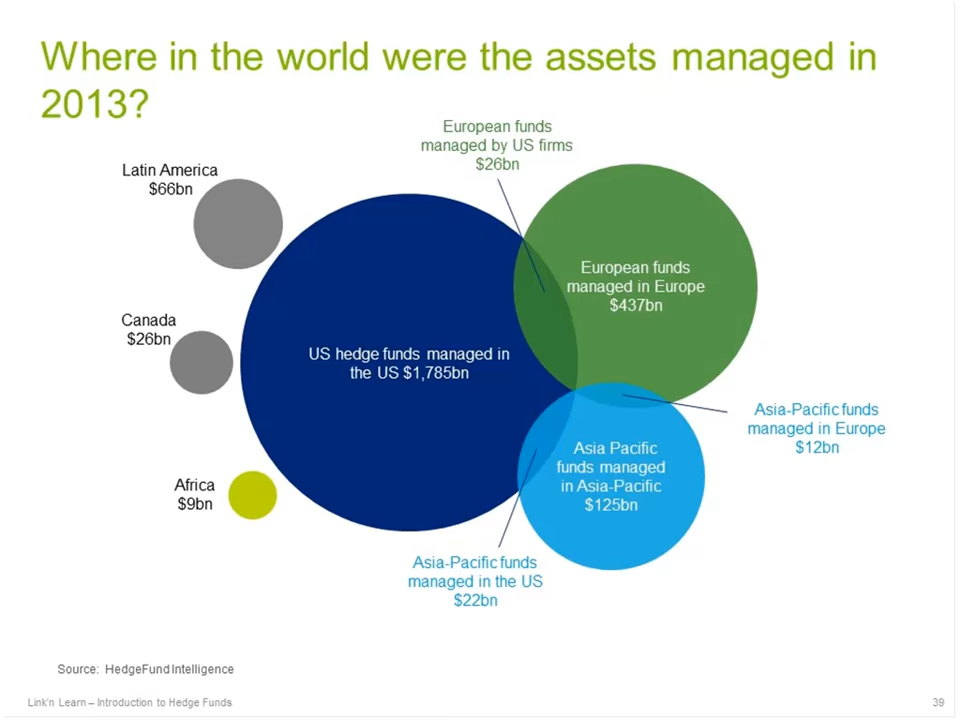 Where in the world were the assets managed in
2013?
European funds
managed by US firms
$26bn
Latin America
$66bn
European funds
managed in Europe
$437bn
Canada
$26bn
US hedge funds managed in
the US $1,785bn
Asia-Pacific funds
managed in Europe
$12bn
Asia Pacific
funds managed
in Asia-Pacific
$125bn
Africa
$9bn
Asia-Pacific funds
managed in the US
$22bn
Source: HedgeFund Intelligence
Link'n Learn – Introduction to Hedge Funds
39